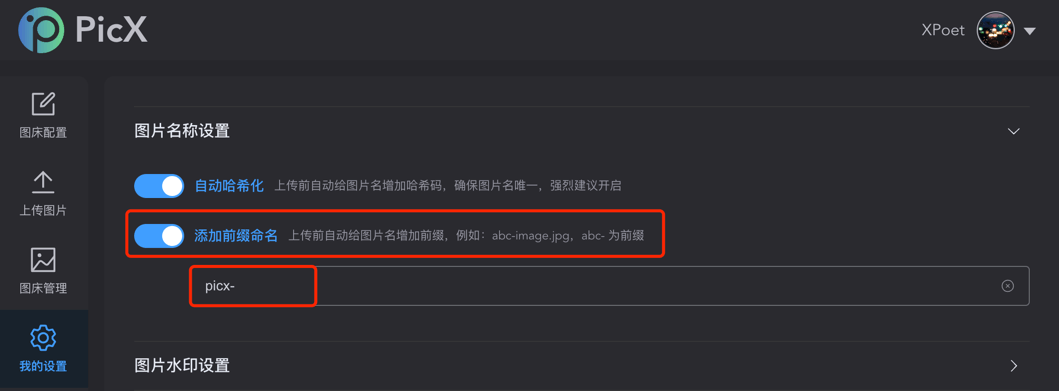 PicX
XPoet
图床配置
上传图片
图床管理
我的设置
图片名称设置
自动哈希化 上传前自动给图片名增加哈希码，确保图片名唯一，强烈建议开启
添加前缀命名 上传前自动给图片名增加前缀，例如：abc-image.jpg，abc- 为前缀
picx-
图片水印设置